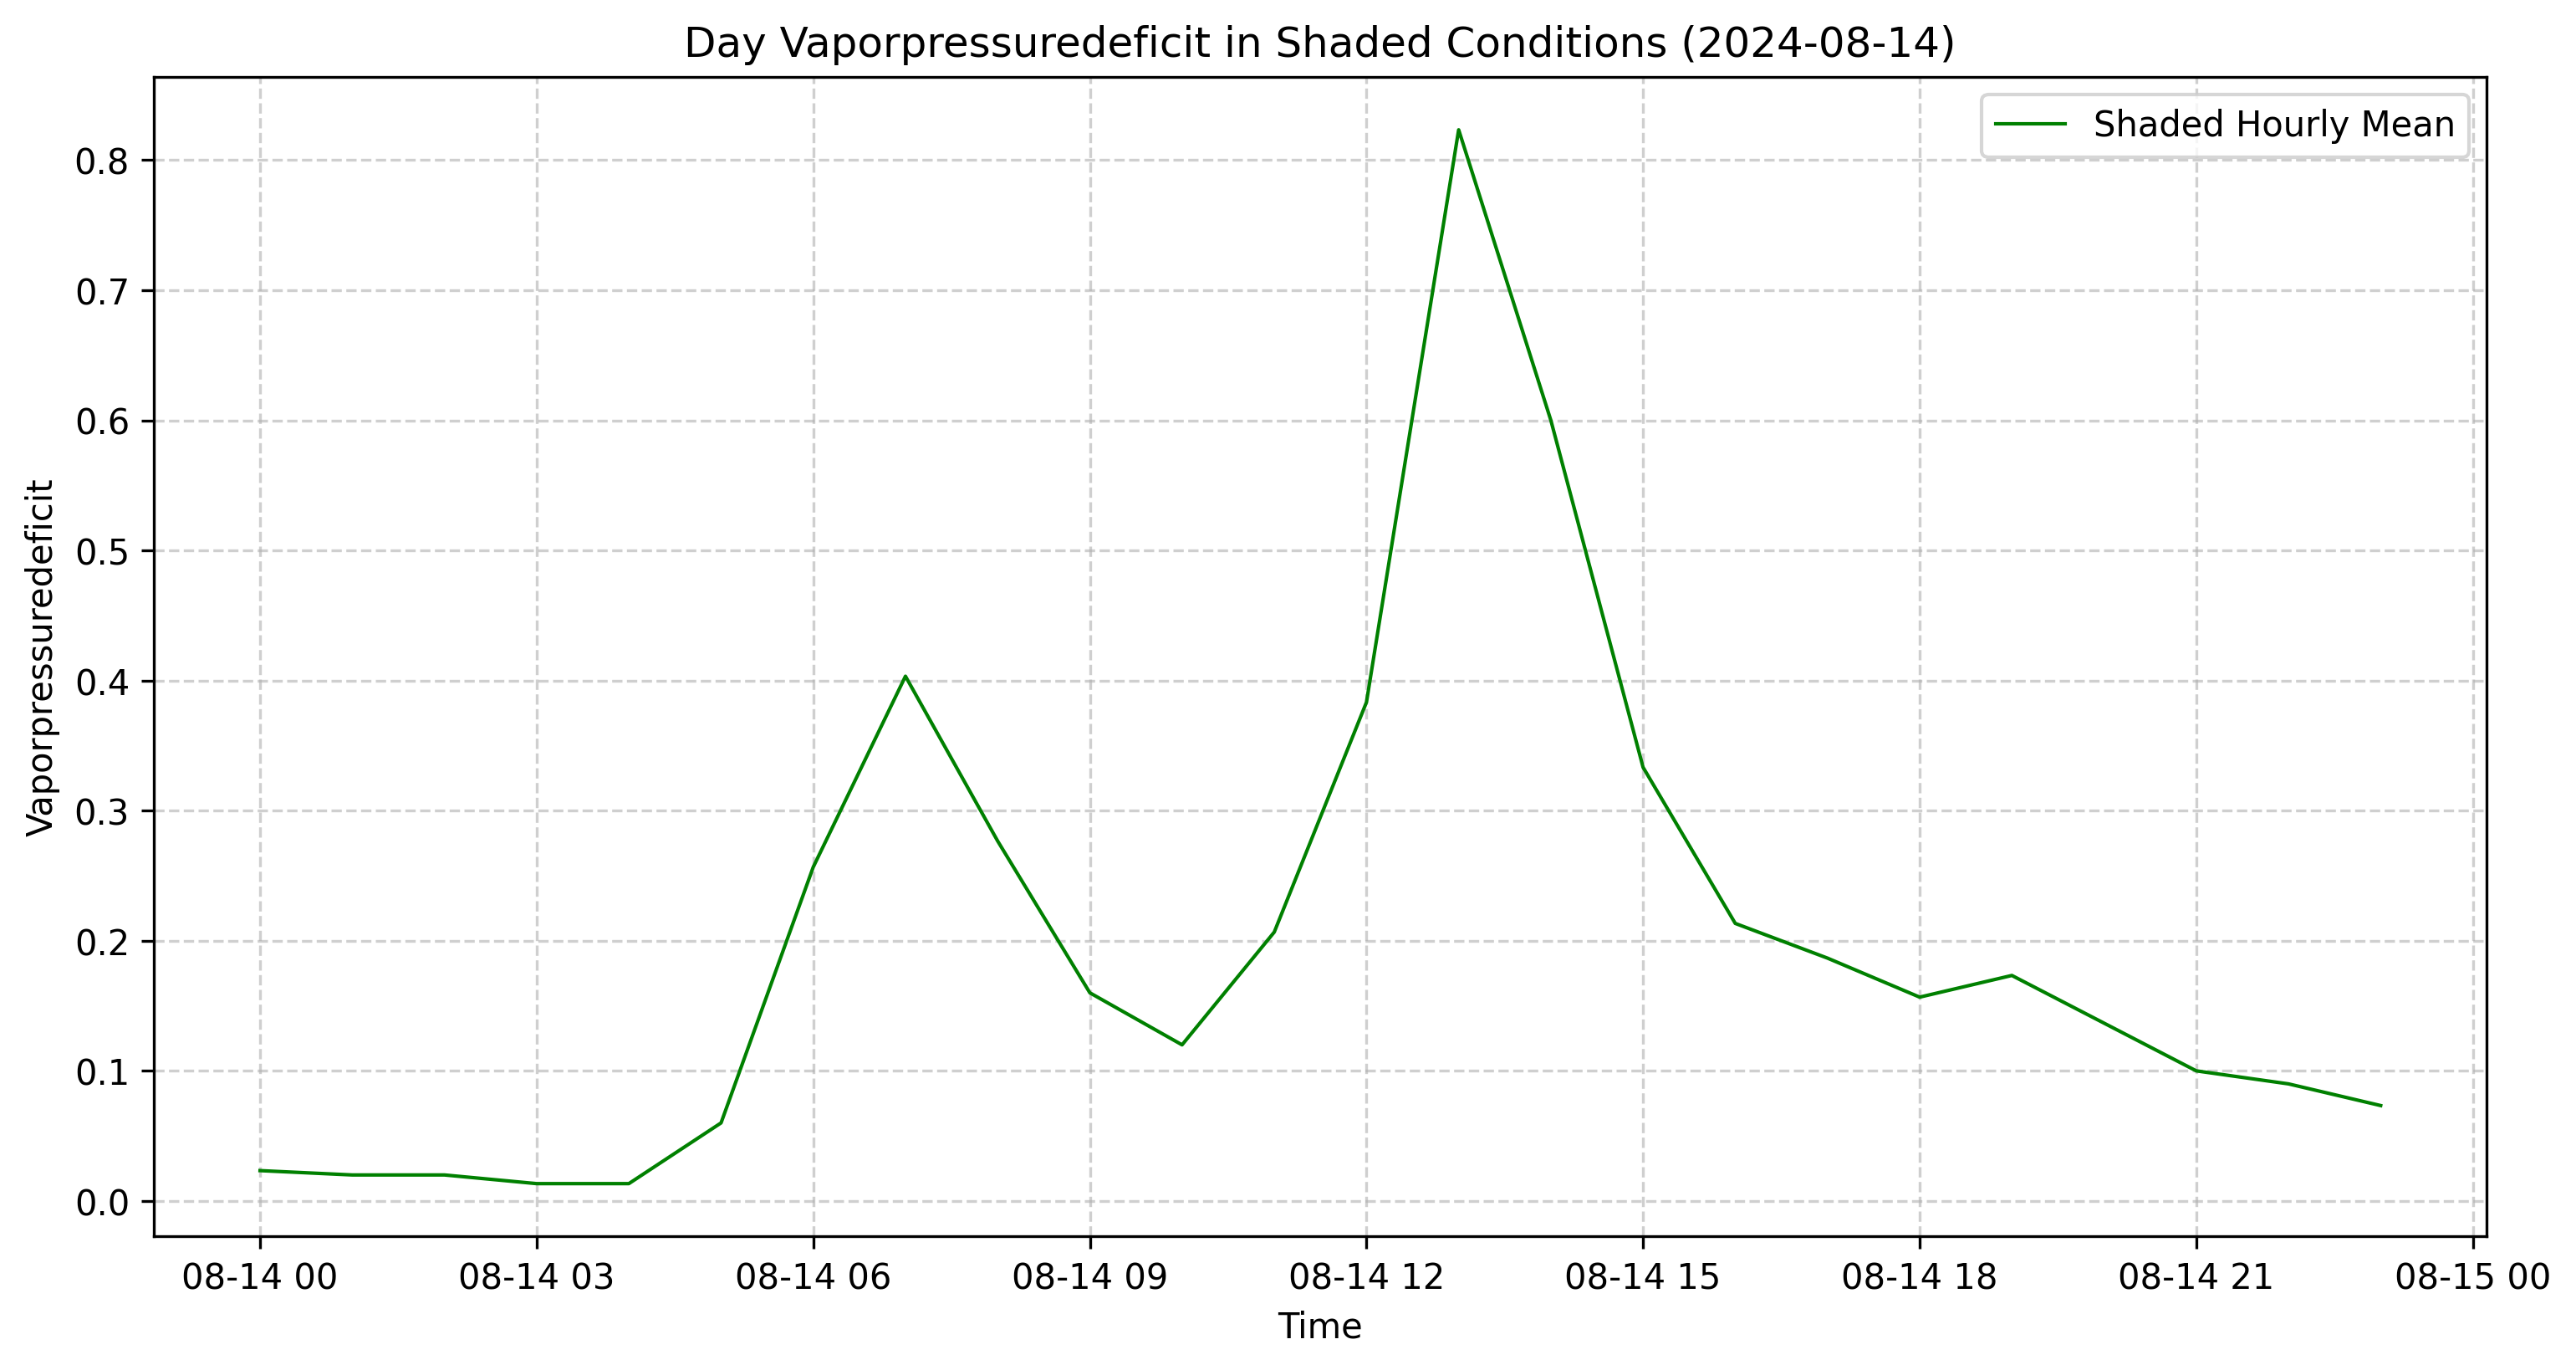 Day Vaporpressuredeficit in Shaded Conditions (2024-08-14)
Shaded Hourly Mean
Vaporpressuredeficit
0.8
0.7
0.6
0.5
0.4
0.3
0.2
0.1
0.0
08-14 00 08-14 03 08-14 06 08-14 09 08-14 12 08-14 15 08-14 18 08-14 21 08-15 00
Time